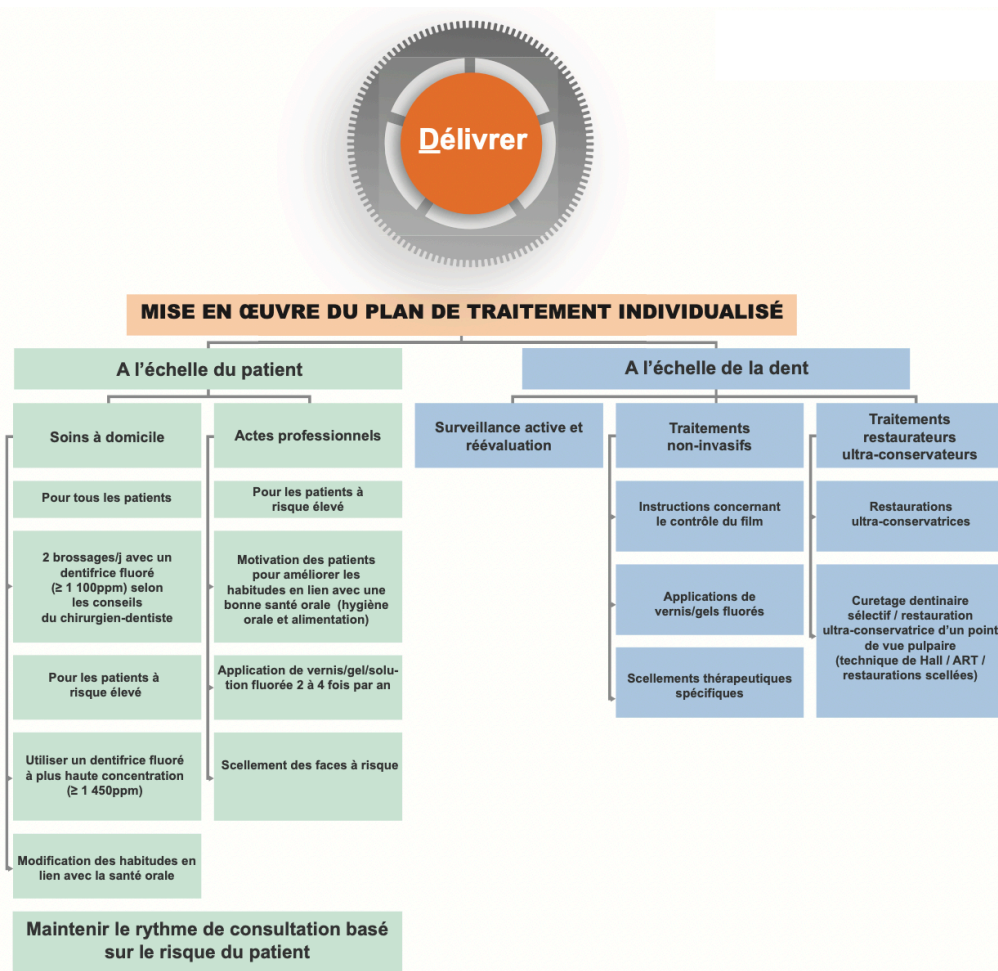 Délivrer
MISE EN ŒUVRE DU PLAN DE TRAITEMENT INDIVIDUALISÉ
A l’échelle du patient
Soins à domicile
Pour tous les patients
2 brossages/j avec un
dentifrice fluoré
(≥ 1 100ppm) selon
les conseils
du chirurgien-dentiste
Pour les patients à
risque élevé
Utiliser un dentifrice fluoré
à plus haute concentration
(≥ 1 450ppm)
Modification des habitudes en
lien avec la santé orale
Actes professionnels
Pour les patients à
risque élevé
Motivation des patients
pour améliorer les
habitudes en lien avec une
bonne santé orale (hygiène
orale et alimentation)
Application de vernis/gel/solu-
tion fluorée 2 à 4 fois par an
Scellement des faces à risque
Maintenir le rythme de consultation basé
sur le risque du patient
A l’échelle de la dent
Surveillance active et
réévaluation
Traitements
non-invasifs
Instructions concernant
le contrôle du film
Applications de
vernis/gels fluorés
Scellements thérapeutiques
spécifiques
Traitements
restaurateurs
ultra-conservateurs
Restaurations
ultra-conservatrices
Curetage dentinaire
sélectif / restauration
ultra-conservatrice d’un point
de vue pulpaire
(technique de Hall / ART /
restaurations scellées)